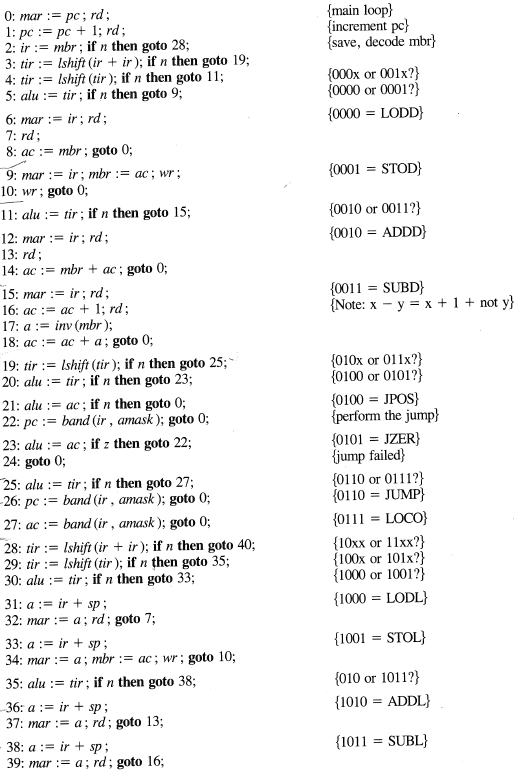 0: mar := pc; rd; {main loop}
1: pc := pc + 1; rd; {increment pc}
2: ir := mbr; if n then goto 28; {save, decode mbr}
3: tir := lshift (ir + ir); if n then goto 19;
4: tir := lshift (tir); if n then goto 11; {000x or 001x?}
5: alu := tir; if n then goto 9; {0000 or 0001?}
6: mar := ir; rd; {0000 = LODD}
7: rd;
8: ac := mbr; goto 0;
9: mar := ir; mbr := ac; wr; {0001 = STOD}
10: wr; goto 0;
11: alu := tir; if n then goto 15; {0010 or 0011?}
12: mar := ir; rd; {0010 = ADDD}
13: rd;
14: ac := mbr + ac; goto 0;
15: mar := ir; rd; {0011 = SUBD}
16: ac := ac + 1; rd; {Note: x − y = x + 1 + not y}
17: a := inv (mbr);
18: ac := ac + a; goto 0;
19: tir := lshift (tir); if n then goto 25; {010x or 011x?}
20: alu := tir; if n then goto 23; {0100 or 0101?}
21: alu := ac; if n then goto 0; {0100 = JPOS}
22: pc := band (ir, amask); goto 0; {perform the jump}
23: alu := ac; if z then goto 22; {0101 = JZER}
24: goto 0; {jump failed}
25: alu := tir; if n then goto 27; {0110 or 0111?}
26: pc := band (ir, amask); goto 0; {0110 = JUMP}
27: ac := band (ir, amask); goto 0; {0111 = LOCO}
28: tir := lshift (ir + ir); if n then goto 40; {10xx or 11xx?}
29: tir := lshift (tir); if n then goto 35; {100x or 101x?}
30: alu := tir; if n then goto 33; {1000 or 1001?}
31: a := ir + sp; {1000 = LODL}
32: mar := a; rd; goto 7;
33: a := ir + sp; {1001 = STOL}
34: mar := a; mbr := ac; wr; goto 10;
35: alu := tir; if n then goto 38; {010 or 1011?}
36: a := ir + sp; {1010 = ADDL}
37: mar := a; rd; goto 13;
38: a := ir + sp; {1011 = SUBL}
39: mar := a; rd; goto 16;